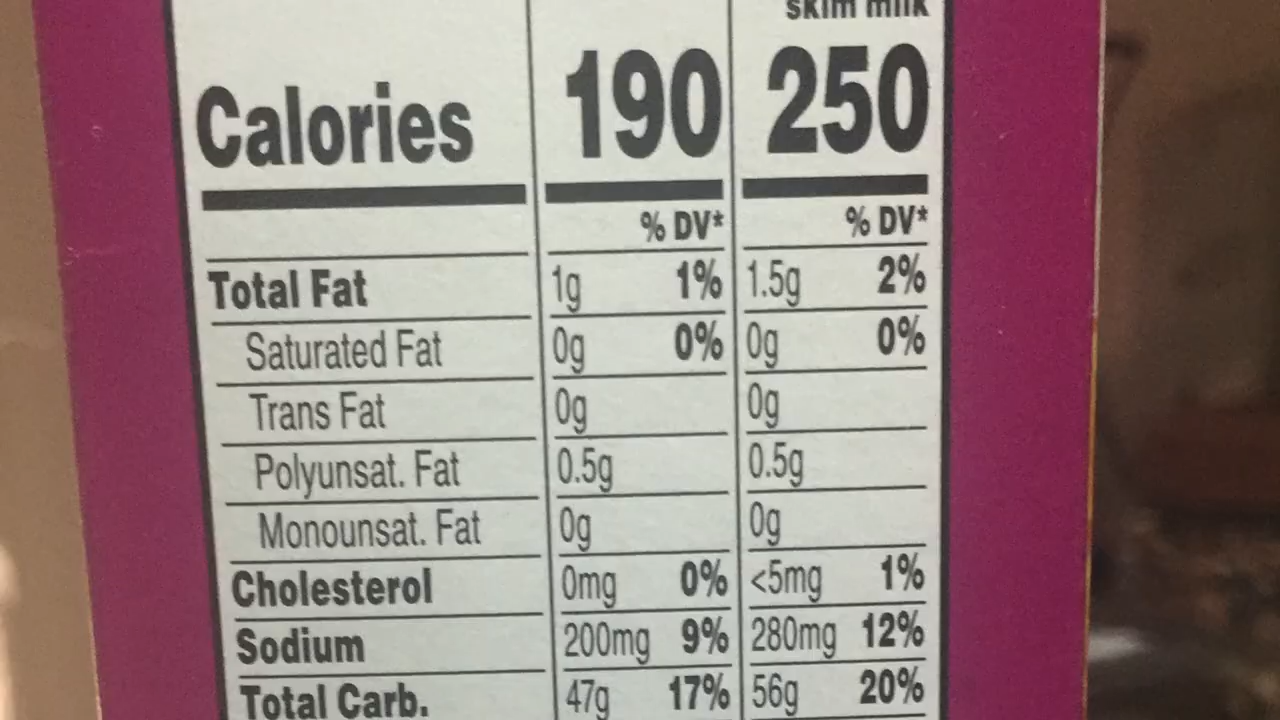 skim milk
Calories 190 250
% DV* % DV*
Total Fat 1g 1% 1.5g 2%
Saturated Fat 0g 0% 0g 0%
Trans Fat 0g 0g
Polyunsat. Fat 0.5g 0.5g
Monounsat. Fat 0g 0g
Cholesterol 0mg 0% <5mg 1%
Sodium 200mg 9% 280mg 12%
Total Carb. 47g 17% 56g 20%